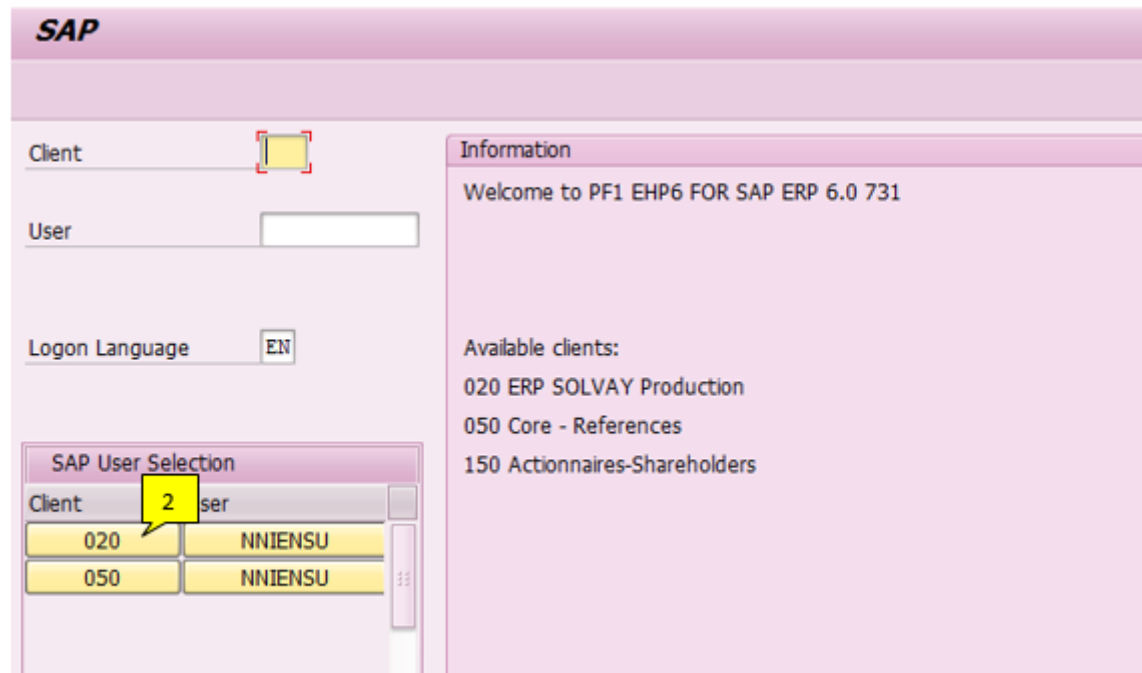 SAP
Client
User
Logon Language EN
SAP User Selection
Client 2 ser
020 NNIENSU
050 NNIENSU
Information
Welcome to PF1 EHP6 FOR SAP ERP 6.0 731
Available clients:
020 ERP SOLVAY Production
050 Core - References
150 Actionnaires-Shareholders